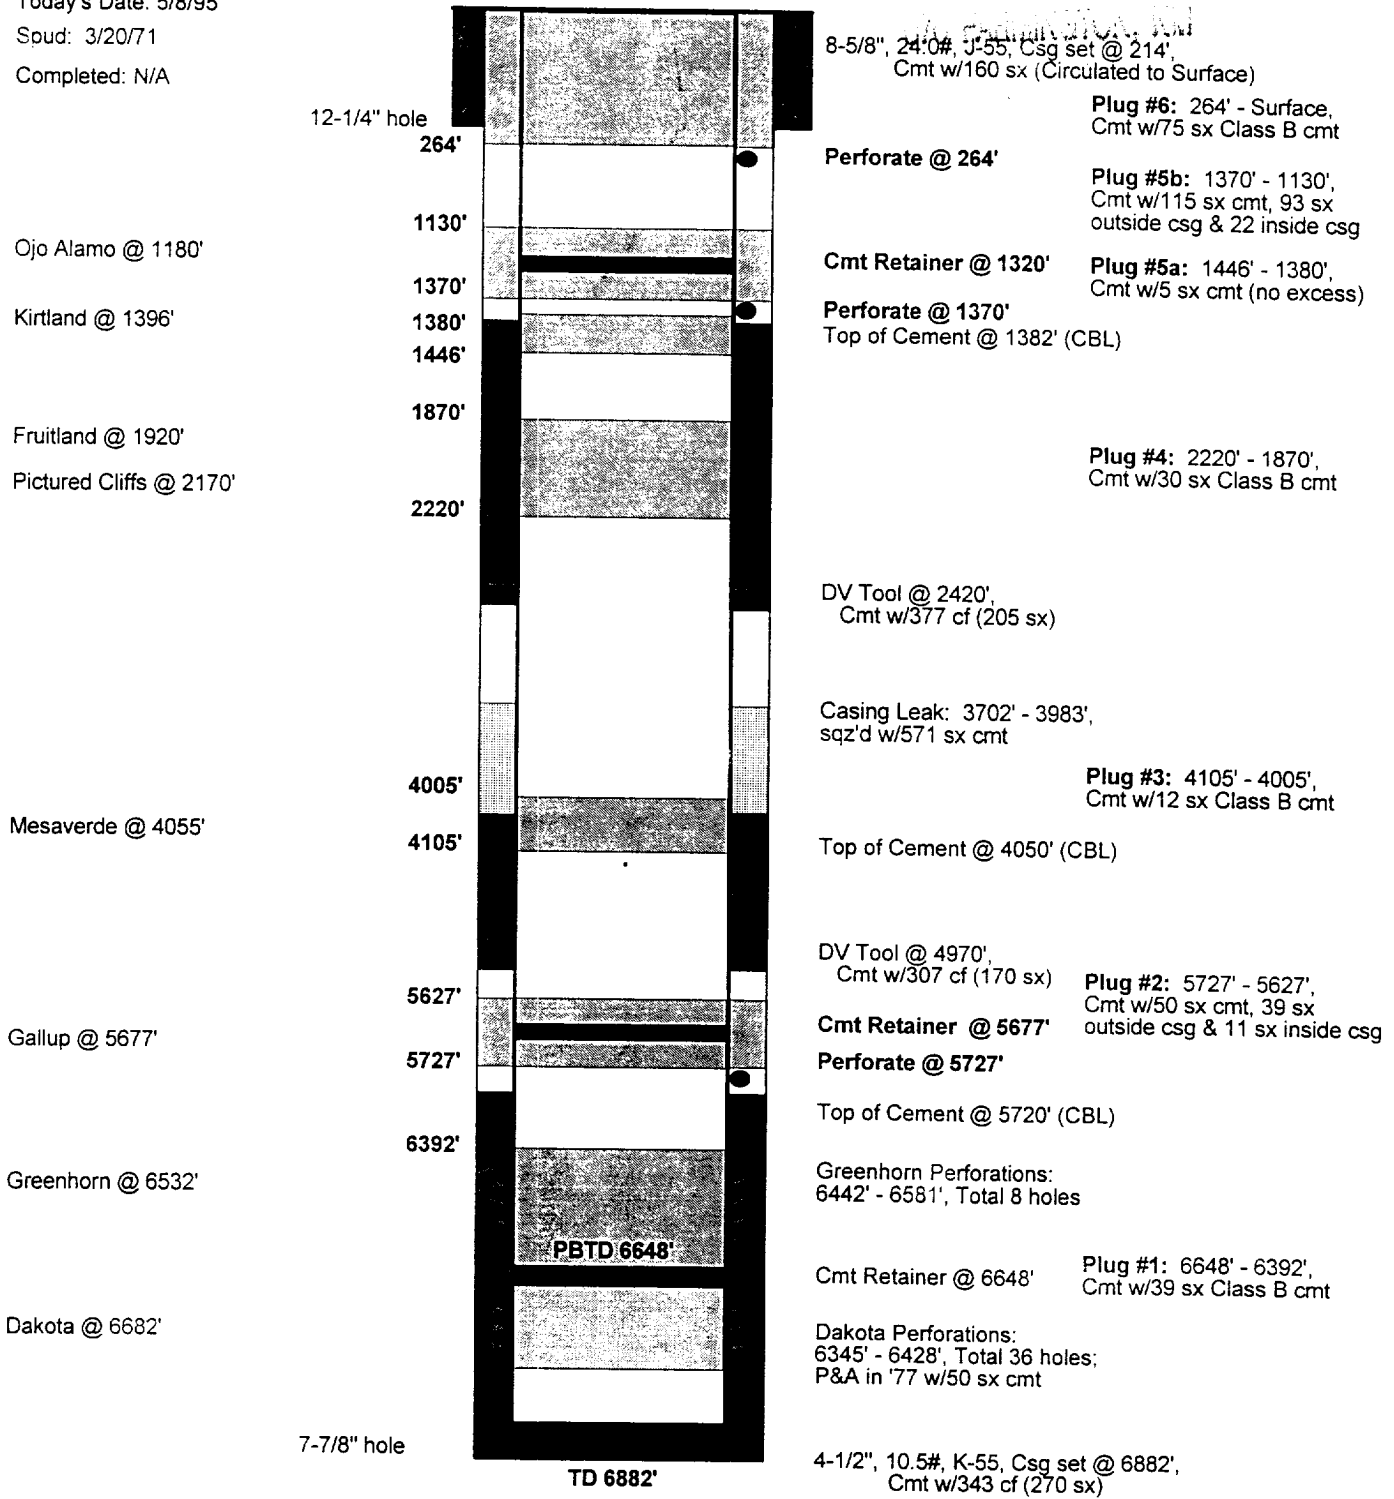 Today's Date: 5/8/95
Spud: 3/20/71
Completed: N/A
12-1/4" hole
8-5/8", 24.0#, J-55, Csg set @ 214',
Cmt w/160 sx (Circulated to Surface)
Plug #6: 264' - Surface,
Cmt w/75 sx Class B cmt
264'
Perforate @ 264'
Plug #5b: 1370' - 1130',
Cmt w/115 sx cmt, 93 sx
outside csg & 22 inside csg
1130'
Ojo Alamo @ 1180'
Cmt Retainer @ 1320'
Plug #5a: 1446' - 1380',
Cmt w/5 sx cmt (no excess)
1370'
Perforate @ 1370'
Kirtland @ 1396'
1380'
Top of Cement @ 1382' (CBL)
1446'
1870'
Fruitland @ 1920'
Plug #4: 2220' - 1870',
Cmt w/30 sx Class B cmt
Pictured Cliffs @ 2170'
2220'
DV Tool @ 2420',
Cmt w/377 cf (205 sx)
Casing Leak: 3702' - 3983',
sqz'd w/571 sx cmt
4005'
Plug #3: 4105' - 4005',
Cmt w/12 sx Class B cmt
Mesaverde @ 4055'
4105'
Top of Cement @ 4050' (CBL)
DV Tool @ 4970',
Cmt w/307 cf (170 sx)
Plug #2: 5727' - 5627',
Cmt w/50 sx cmt, 39 sx
outside csg & 11 sx inside csg
5627'
Cmt Retainer @ 5677'
Gallup @ 5677'
5727'
Perforate @ 5727'
Top of Cement @ 5720' (CBL)
6392'
Greenhorn @ 6532'
Greenhorn Perforations:
6442' - 6581', Total 8 holes
PBTD 6648'
Cmt Retainer @ 6648'
Plug #1: 6648' - 6392',
Cmt w/39 sx Class B cmt
Dakota @ 6682'
Dakota Perforations:
6345' - 6428', Total 36 holes;
P&A in '77 w/50 sx cmt
7-7/8" hole
TD 6882'
4-1/2", 10.5#, K-55, Csg set @ 6882',
Cmt w/343 cf (270 sx)